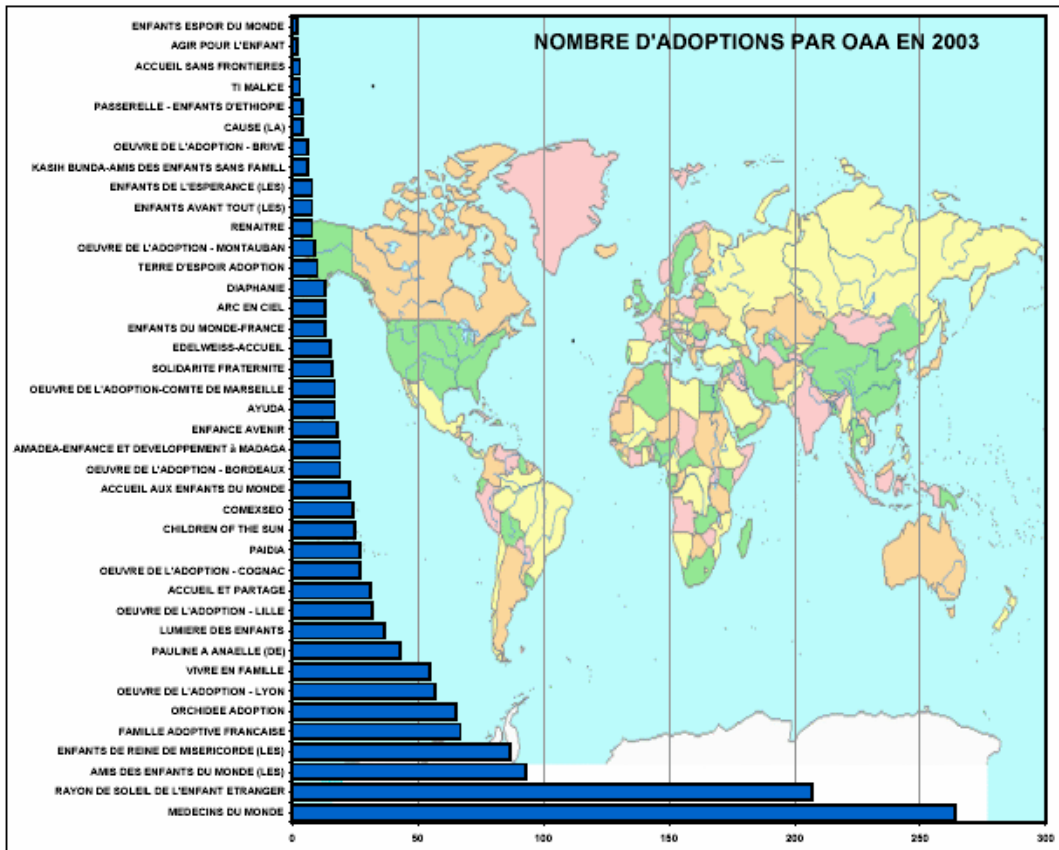 NOMBRE D'ADOPTIONS PAR OAA EN 2003
ENFANTS ESPOIR DU MONDE
AGIR POUR L'ENFANT
ACCUEIL SANS FRONTIERES
TI MALICE
PASSERELLE - ENFANTS D'ETHIOPIE
CAUSE (LA)
OEUVRE DE L'ADOPTION - BRIVE
KASIH BUNDA-AMIS DES ENFANTS SANS FAMILL
ENFANTS DE L'ESPERANCE (LES)
ENFANTS AVANT TOUT (LES)
RENAITRE
OEUVRE DE L'ADOPTION - MONTAUBAN
TERRE D'ESPOIR ADOPTION
DIAPHANIE
ARC EN CIEL
ENFANTS DU MONDE-FRANCE
EDELWEISS-ACCUEIL
SOLIDARITE FRATERNITE
OEUVRE DE L'ADOPTION-COMITE DE MARSEILLE
AYUDA
ENFANCE AVENIR
AMADEA-ENFANCE ET DEVELOPPEMENT à MADAGA
OEUVRE DE L'ADOPTION - BORDEAUX
ACCUEIL AUX ENFANTS DU MONDE
COMEXSEO
CHILDREN OF THE SUN
PAIDIA
OEUVRE DE L'ADOPTION - COGNAC
ACCUEIL ET PARTAGE
OEUVRE DE L'ADOPTION - LILLE
LUMIERE DES ENFANTS
PAULINE A ANAELLE (DE)
VIVRE EN FAMILLE
OEUVRE DE L'ADOPTION - LYON
ORCHIDEE ADOPTION
FAMILLE ADOPTIVE FRANCAISE
ENFANTS DE REINE DE MISERICORDE (LES)
AMIS DES ENFANTS DU MONDE (LES)
RAYON DE SOLEIL DE L'ENFANT ETRANGER
MEDECINS DU MONDE
0 50 100 150 200 250 300